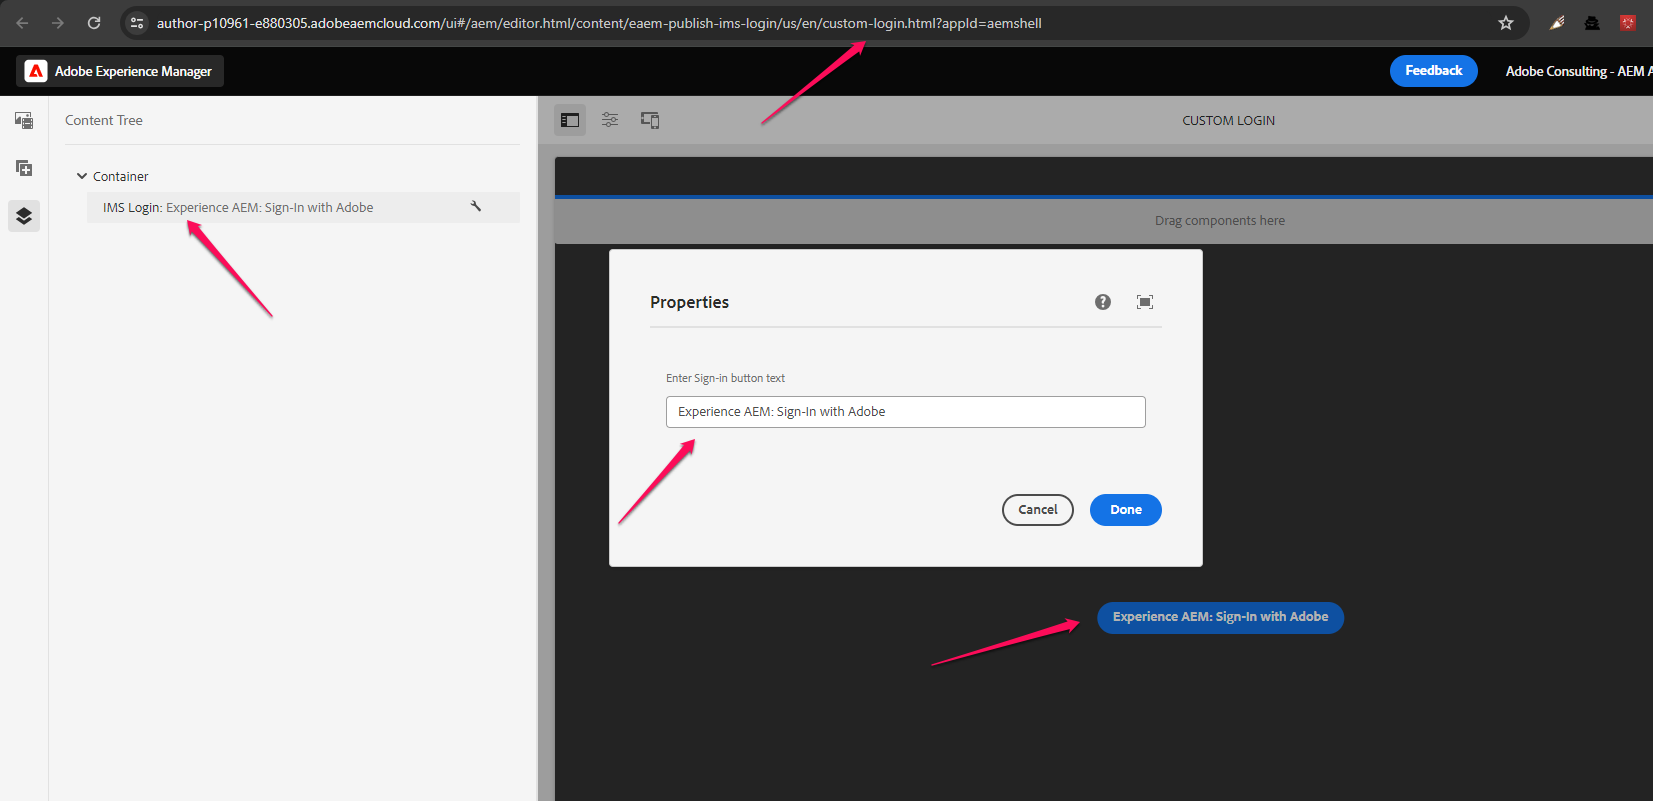 author-p10961-e880305.adobeaemcloud.com/ui#/aem/editor.html/content/eaem-publish-ims-login/us/en/custom-login.html?appId=aemshell
Adobe Experience Manager
Feedback
Adobe Consulting - AEM A
Content Tree
CUSTOM LOGIN
Container
IMS Login: Experience AEM: Sign-In with Adobe
Drag components here
Properties
Enter Sign-in button text
Experience AEM: Sign-In with Adobe
Cancel
Done
Experience AEM: Sign-In with Adobe